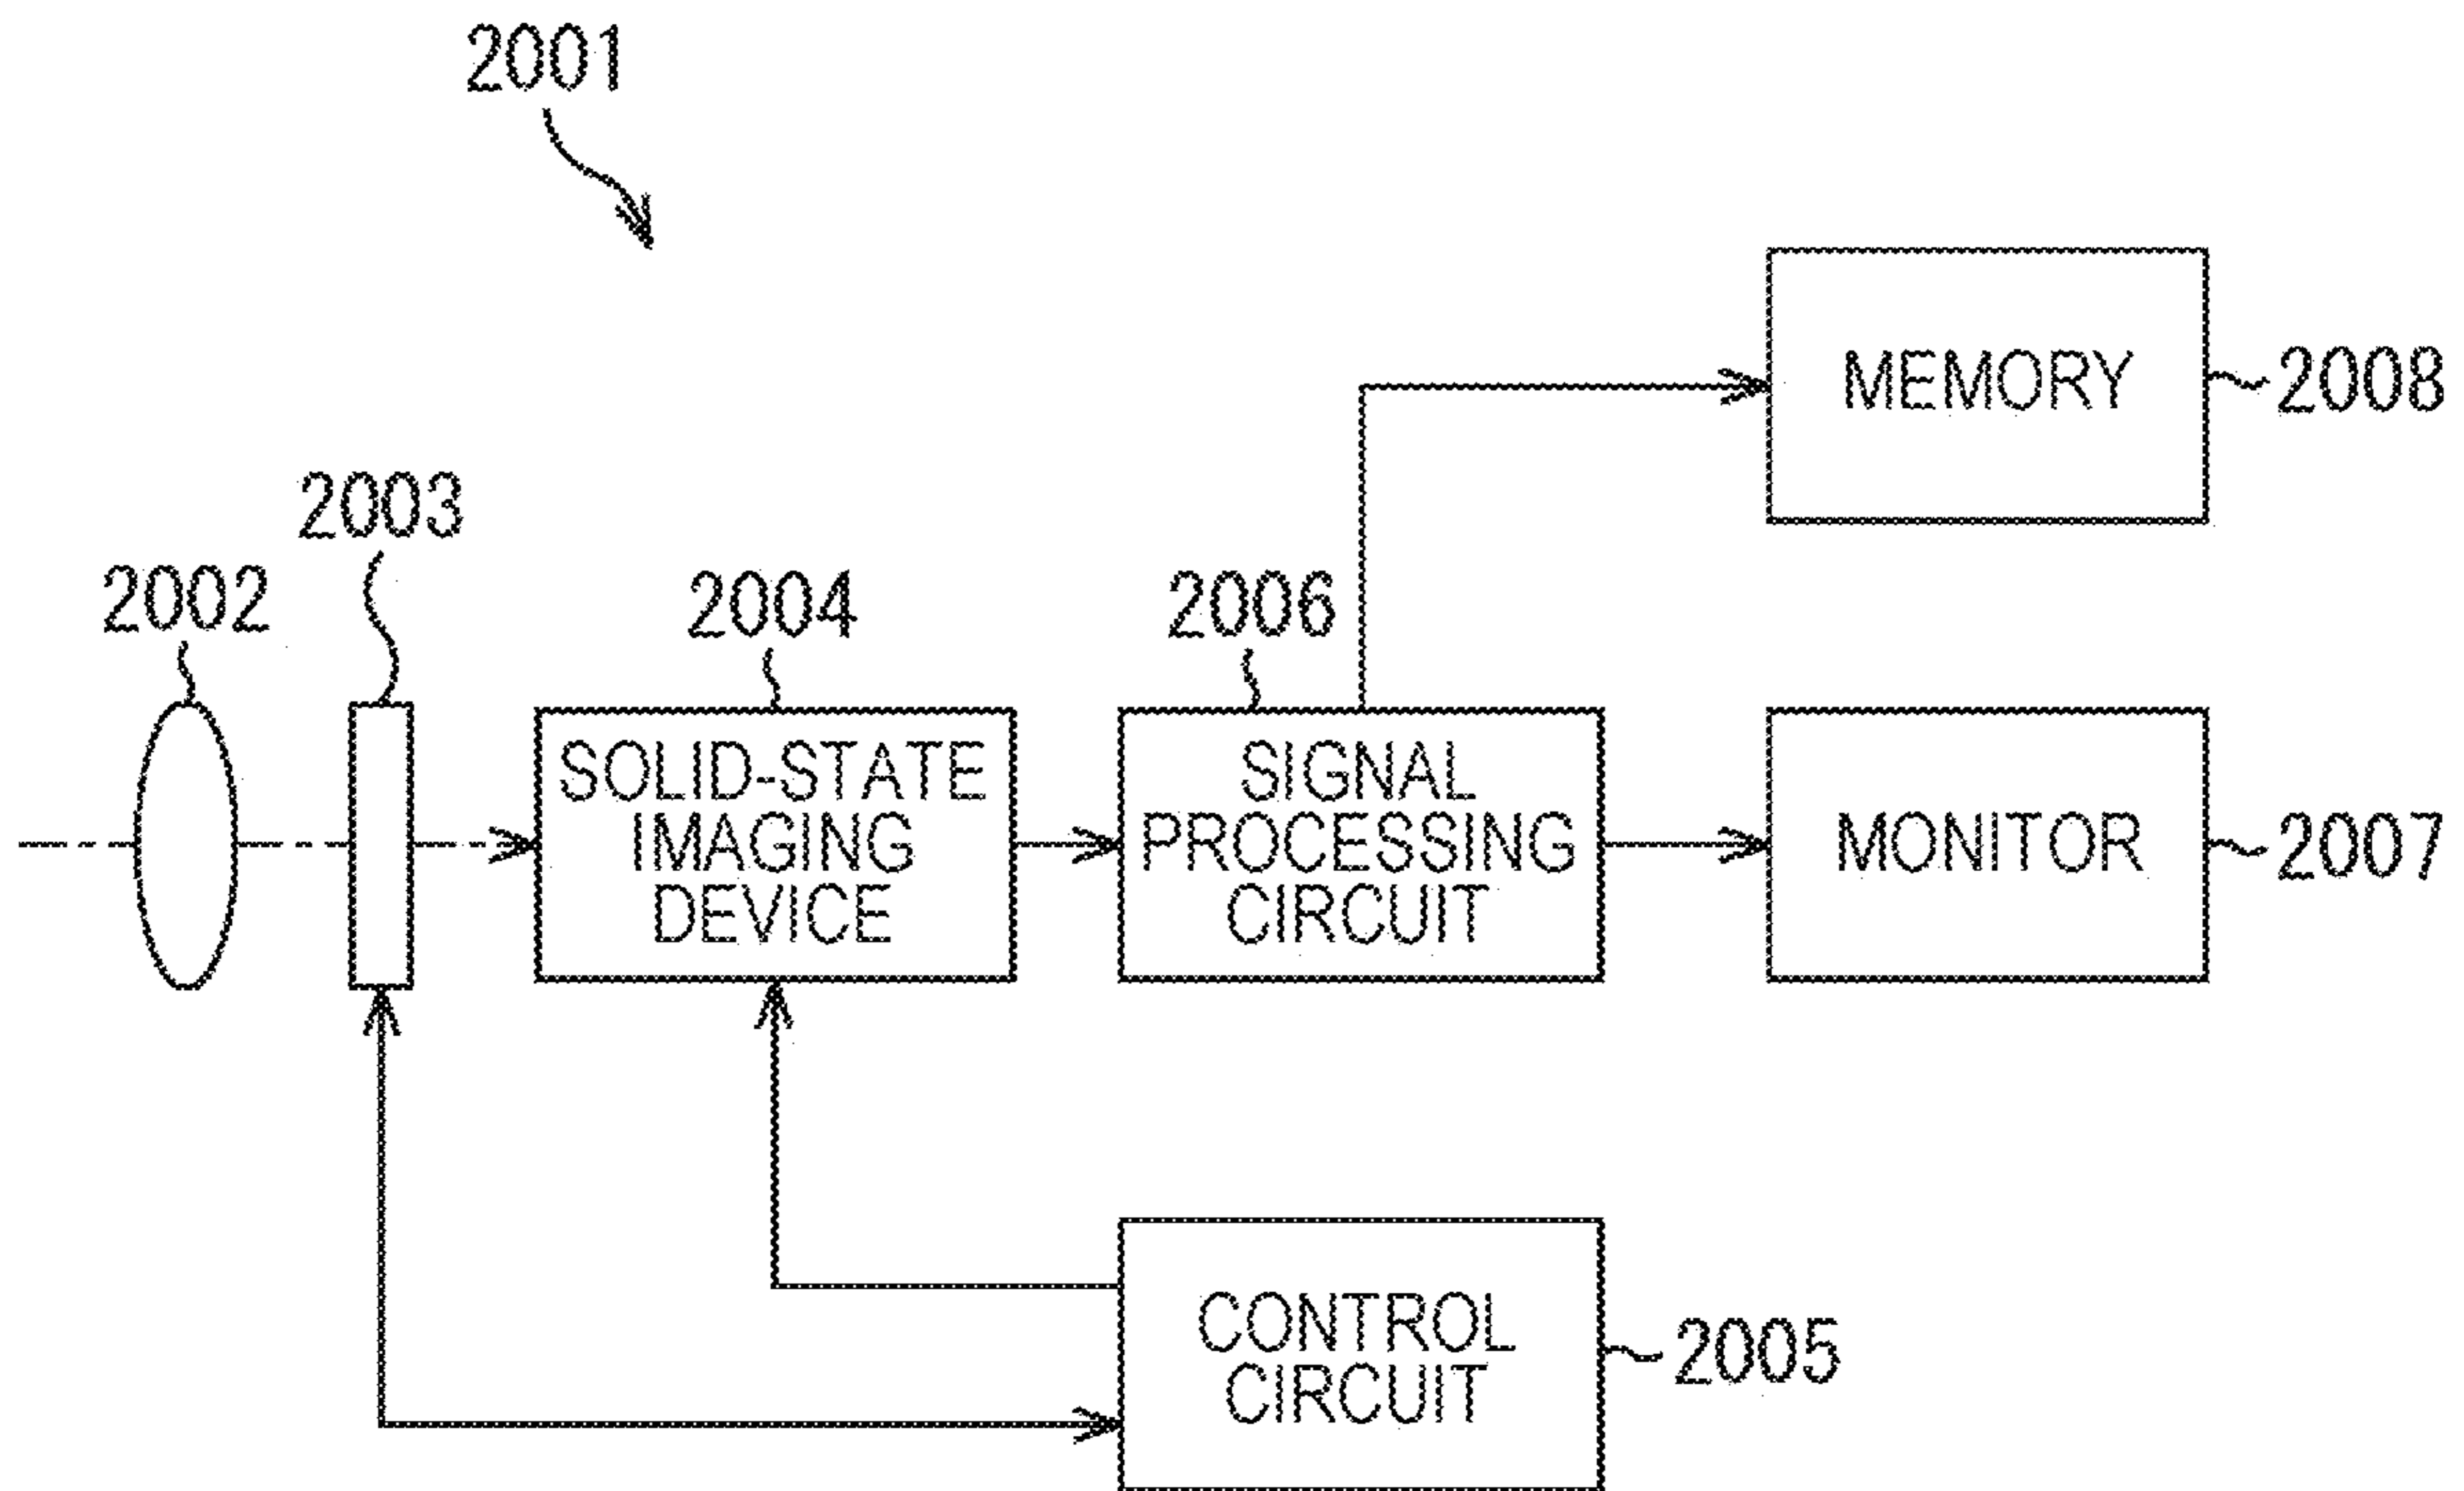 2001
MEMORY
2008
2003
2002
2004
2006
SOLID-STATE
IMAGING
DEVICE
SIGNAL
PROCESSING
CIRCUIT
MONITOR
2007
CONTROL
CIRCUIT
2005